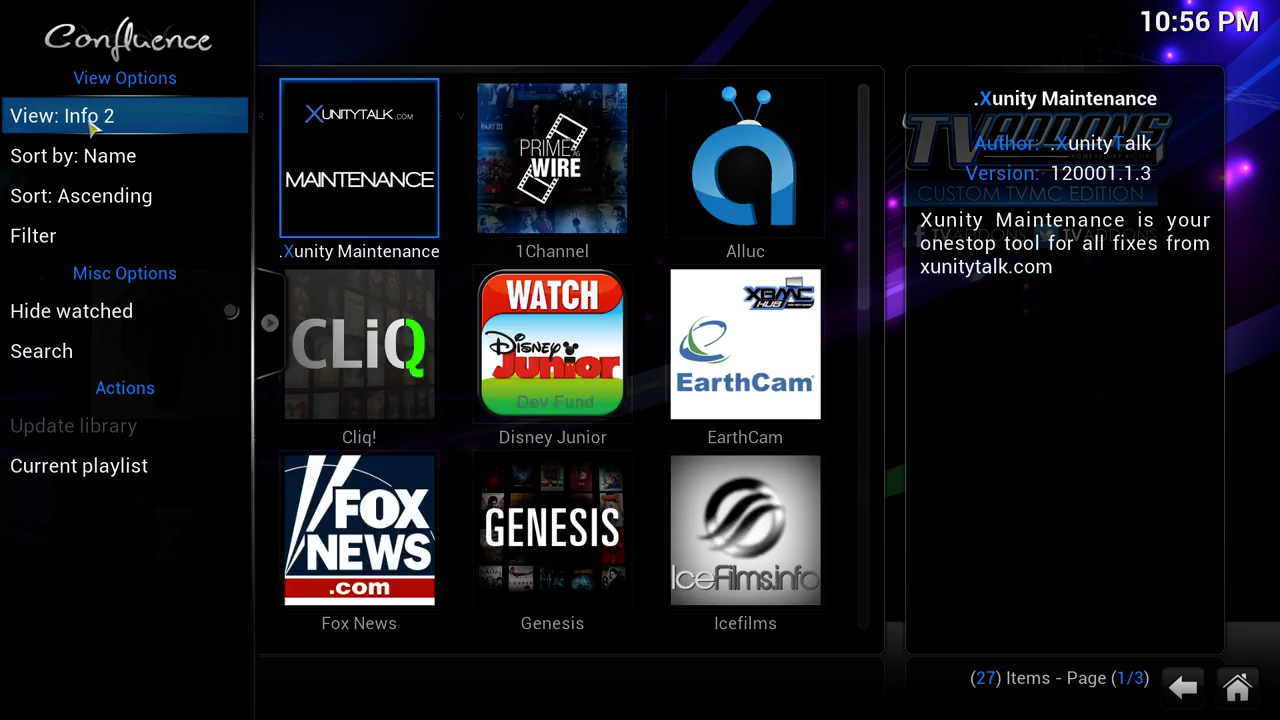 Confluence
10:56 PM
View Options
View: Info 2
Sort by: Name
Sort: Ascending
Filter
Misc Options
Hide watched
Search
Actions
Update library
Current playlist
XUNITYTALK.COM
MAINTENANCE
.Xunity Maintenance
PRIME
WIRE
1Channel
Alluc
CLiQ
Cliq!
WATCH
Disney
Junior
Dev Fund
Disney Junior
XBMC
HUB
EarthCam
EarthCam
FOX
NEWS
.com
Fox News
GENESIS
Genesis
IceFilms.info
Icefilms
.Xunity Maintenance
TVADDONS
Author: .XunityTalk
Version: 120001.1.3
CUSTOM TVMC EDITION
Xunity Maintenance is your
onestop tool for all fixes from
xunitytalk.com
(27) Items - Page (1/3)